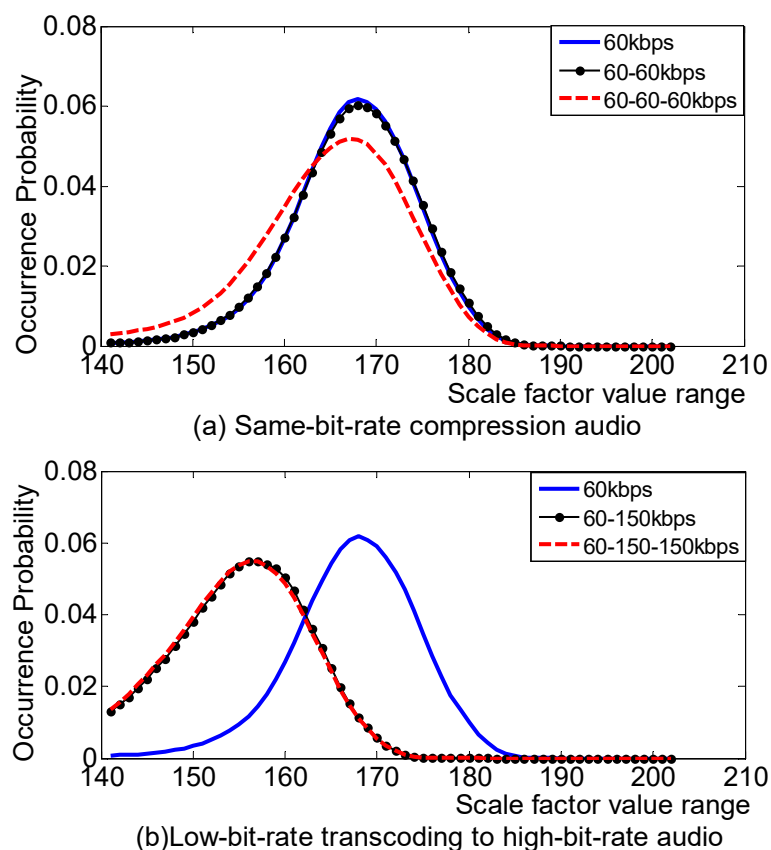 0.08
0.06
0.04
0.02
0
Occurrence Probability
60kbps
60-60kbps
60-60-60kbps
140 150 160 170 180 190 200 210
Scale factor value range
(a) Same-bit-rate compression audio
0.08
0.06
0.04
0.02
0
Occurrence Probability
60kbps
60-150kbps
60-150-150kbps
140 150 160 170 180 190 200 210
Scale factor value range
(b)Low-bit-rate transcoding to high-bit-rate audio